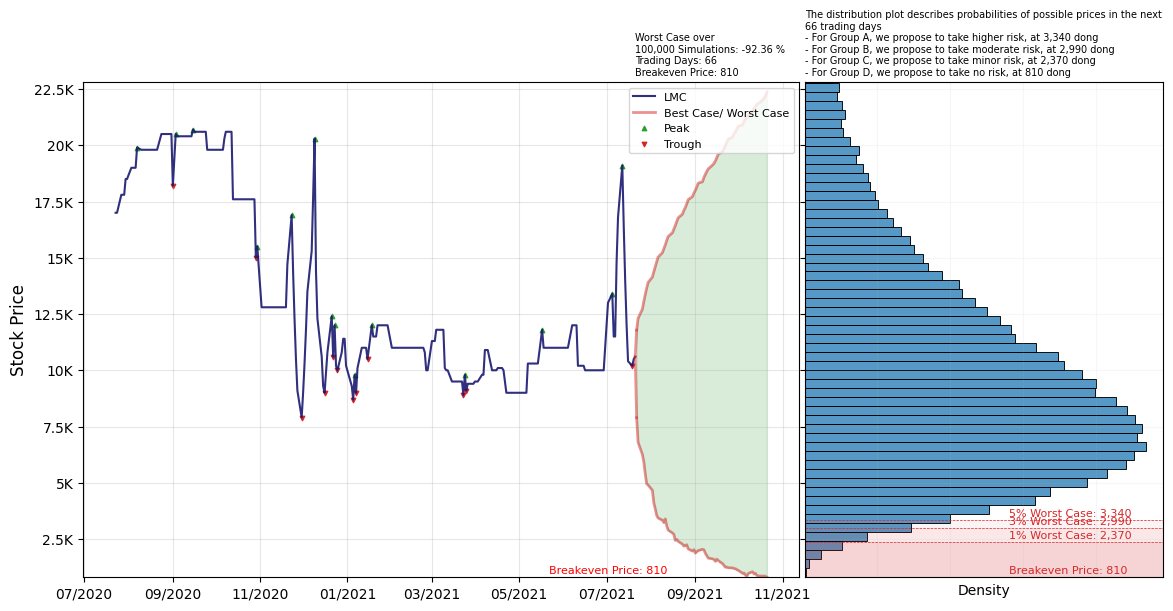 The distribution plot describes probabilities of possible prices in the next
66 trading days
- For Group A, we propose to take higher risk, at 3,340 dong
- For Group B, we propose to take moderate risk, at 2,990 dong
- For Group C, we propose to take minor risk, at 2,370 dong
- For Group D, we propose to take no risk, at 810 dong
Worst Case over
100,000 Simulations: -92.36 %
Trading Days: 66
Breakeven Price: 810
LMC
Best Case/ Worst Case
Peak
Trough
Stock Price
22.5K
20K
17.5K
15K
12.5K
10K
7.5K
5K
2.5K
07/2020
09/2020
11/2020
01/2021
03/2021
05/2021
07/2021
09/2021
11/2021
Breakeven Price: 810
5% Worst Case: 3,340
3% Worst Case: 2,990
1% Worst Case: 2,370
Breakeven Price: 810
Density